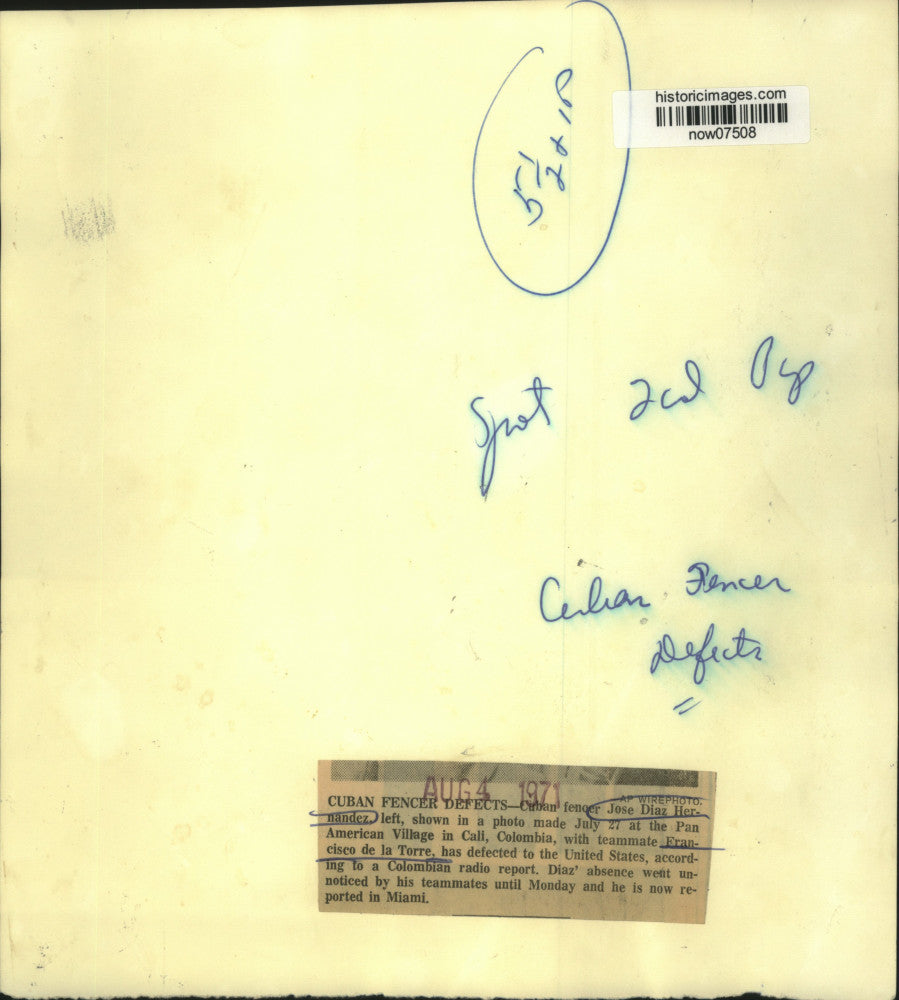 historicimages.com
now07508
5 1/2 x 10
Spot 2cd Pg
Cuban Fencer
Defects
AUG 4 1971
AP WIREPHOTO.
CUBAN FENCER DEFECTS—Cuban fencer Jose Diaz Her-
nandez, left, shown in a photo made July 27 at the Pan
American Village in Cali, Colombia, with teammate Fran-
cisco de la Torre, has defected to the United States, accord-
ing to a Colombian radio report. Diaz' absence went un-
noticed by his teammates until Monday and he is now re-
ported in Miami.